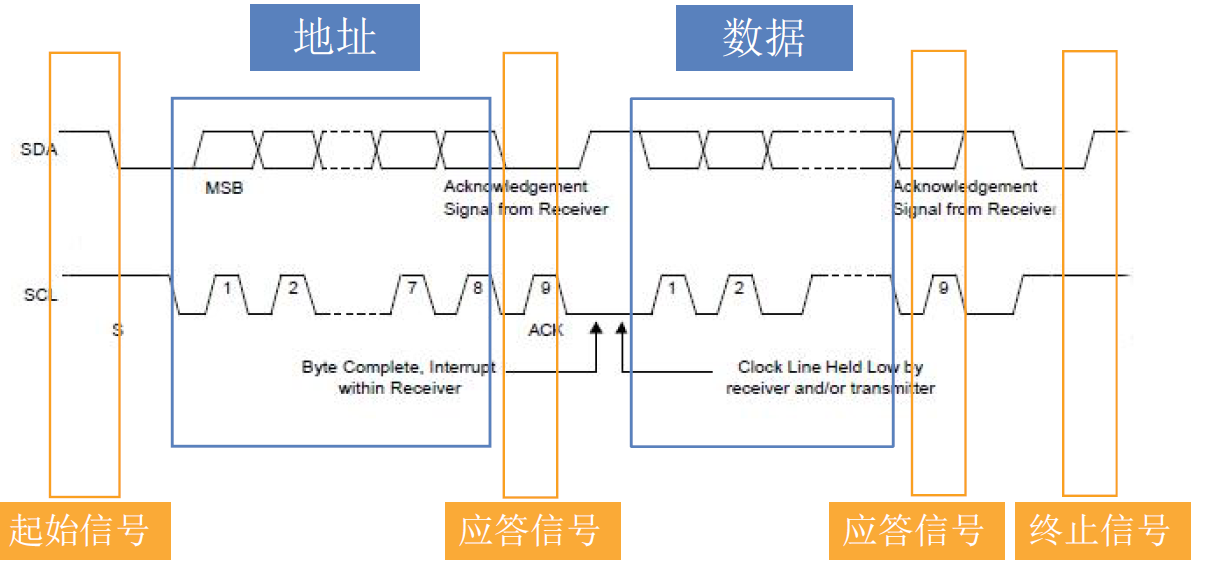 地址
数据
SDA
MSB
Acknowledgement
Signal from Receiver
Acknowledgement
Signal from Receiver
SCL
1
2
7
8
9
1
2
9
S
ACK
Byte Complete, Interrupt
within Receiver
Clock Line Held Low by
receiver and/or transmitter
起始信号
应答信号
应答信号
终止信号